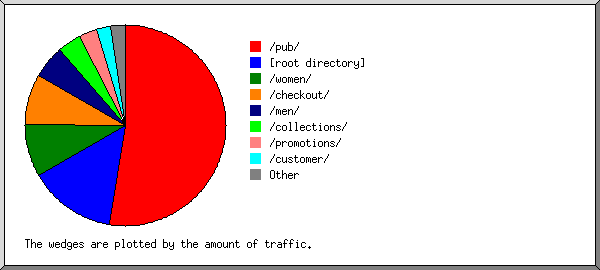 /pub/
[root directory]
/women/
/checkout/
/men/
/collections/
/promotions/
/customer/
Other
The wedges are plotted by the amount of traffic.